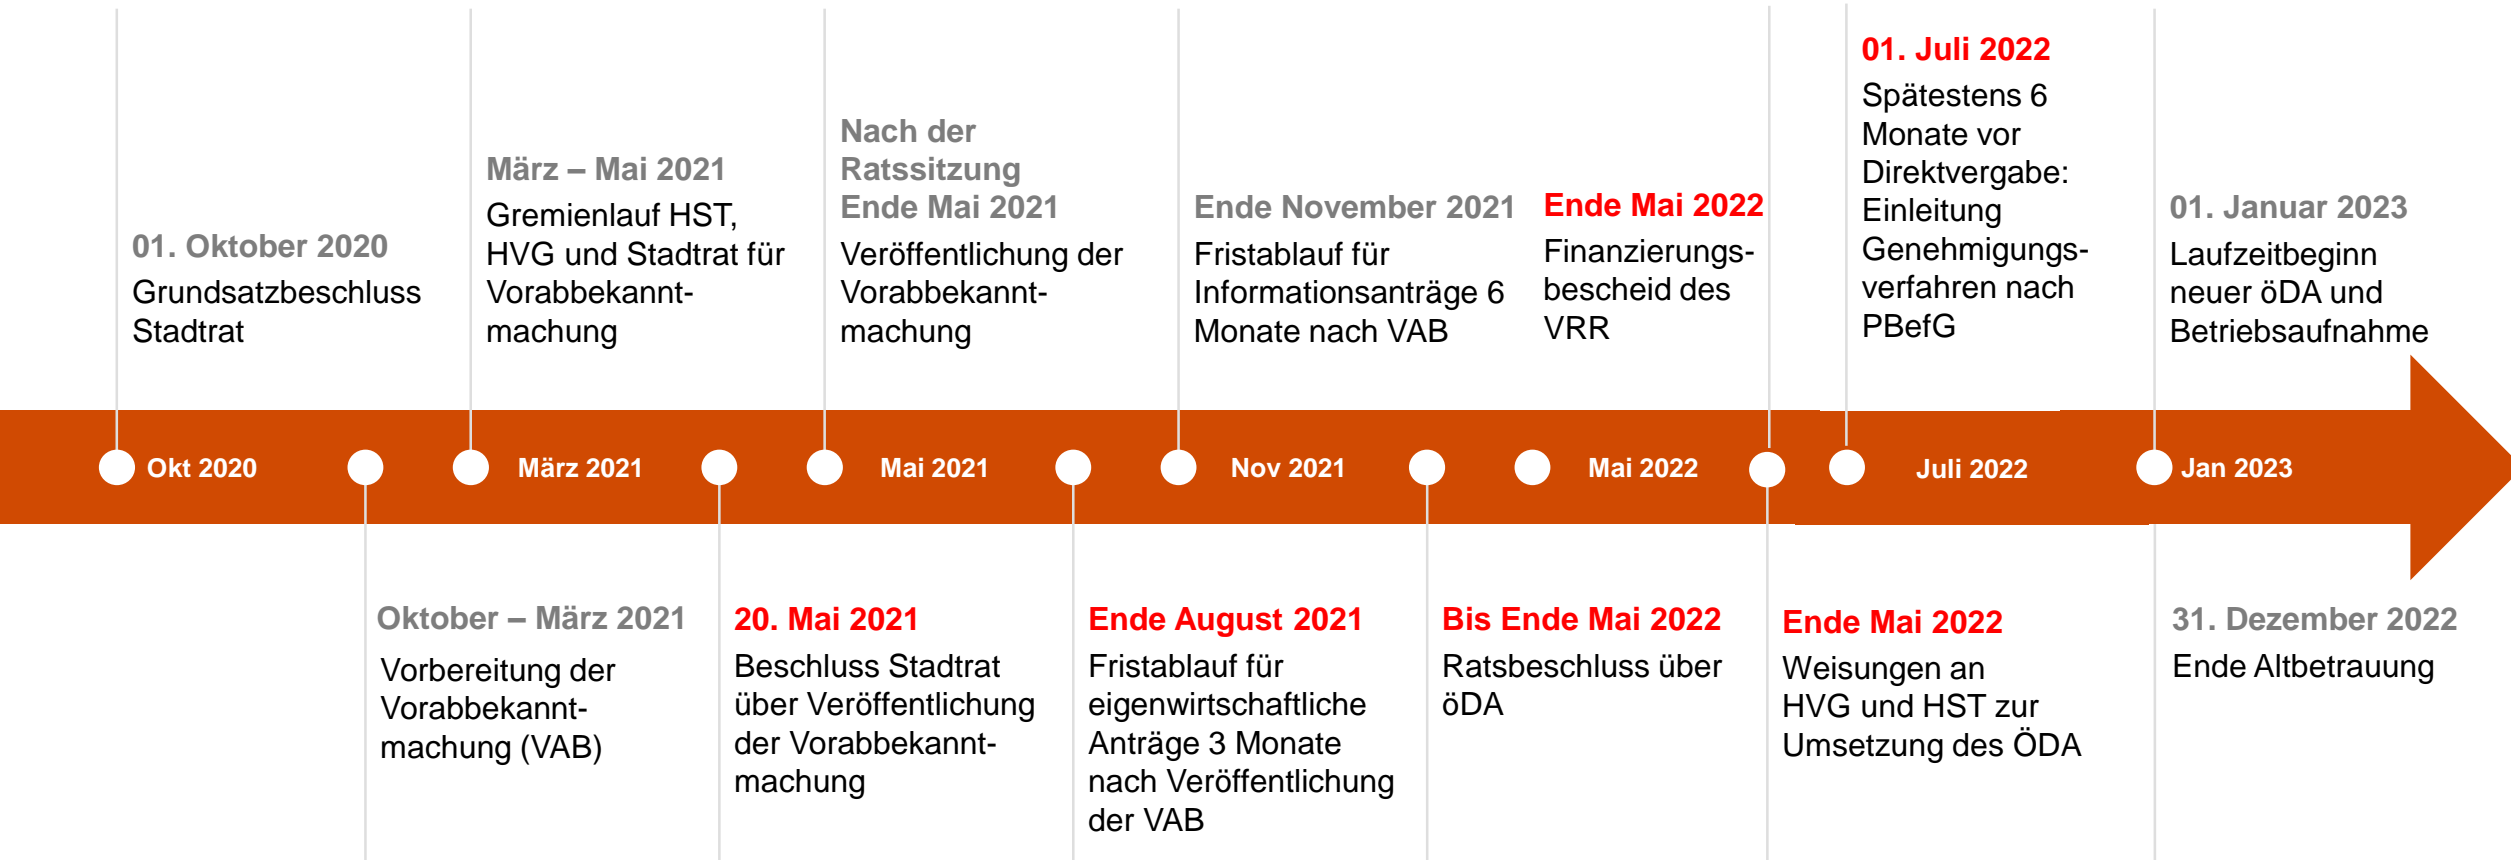 01. Oktober 2020
Grundsatzbeschluss
Stadtrat
März – Mai 2021
Gremienlauf HST,
HVG und Stadtrat für
Vorabbekannt-
machung
Nach der
Ratssitzung
Ende Mai 2021
Veröffentlichung der
Vorabbekannt-
machung
Ende November 2021
Fristablauf für
Informationsanträge 6
Monate nach VAB
Ende Mai 2022
Finanzierungs-
bescheid des
VRR
01. Juli 2022
Spätestens 6
Monate vor
Direktvergabe:
Einleitung
Genehmigungs-
verfahren nach
PBefG
01. Januar 2023
Laufzeitbeginn
neuer öDA und
Betriebsaufnahme
Okt 2020
März 2021
Mai 2021
Nov 2021
Mai 2022
Juli 2022
Jan 2023
Oktober – März 2021
Vorbereitung der
Vorabbekannt-
machung (VAB)
20. Mai 2021
Beschluss Stadtrat
über Veröffentlichung
der Vorabbekannt-
machung
Ende August 2021
Fristablauf für
eigenwirtschaftliche
Anträge 3 Monate
nach Veröffentlichung
der VAB
Bis Ende Mai 2022
Ratsbeschluss über
öDA
Ende Mai 2022
Weisungen an
HVG und HST zur
Umsetzung des ÖDA
31. Dezember 2022
Ende Altbetrauung